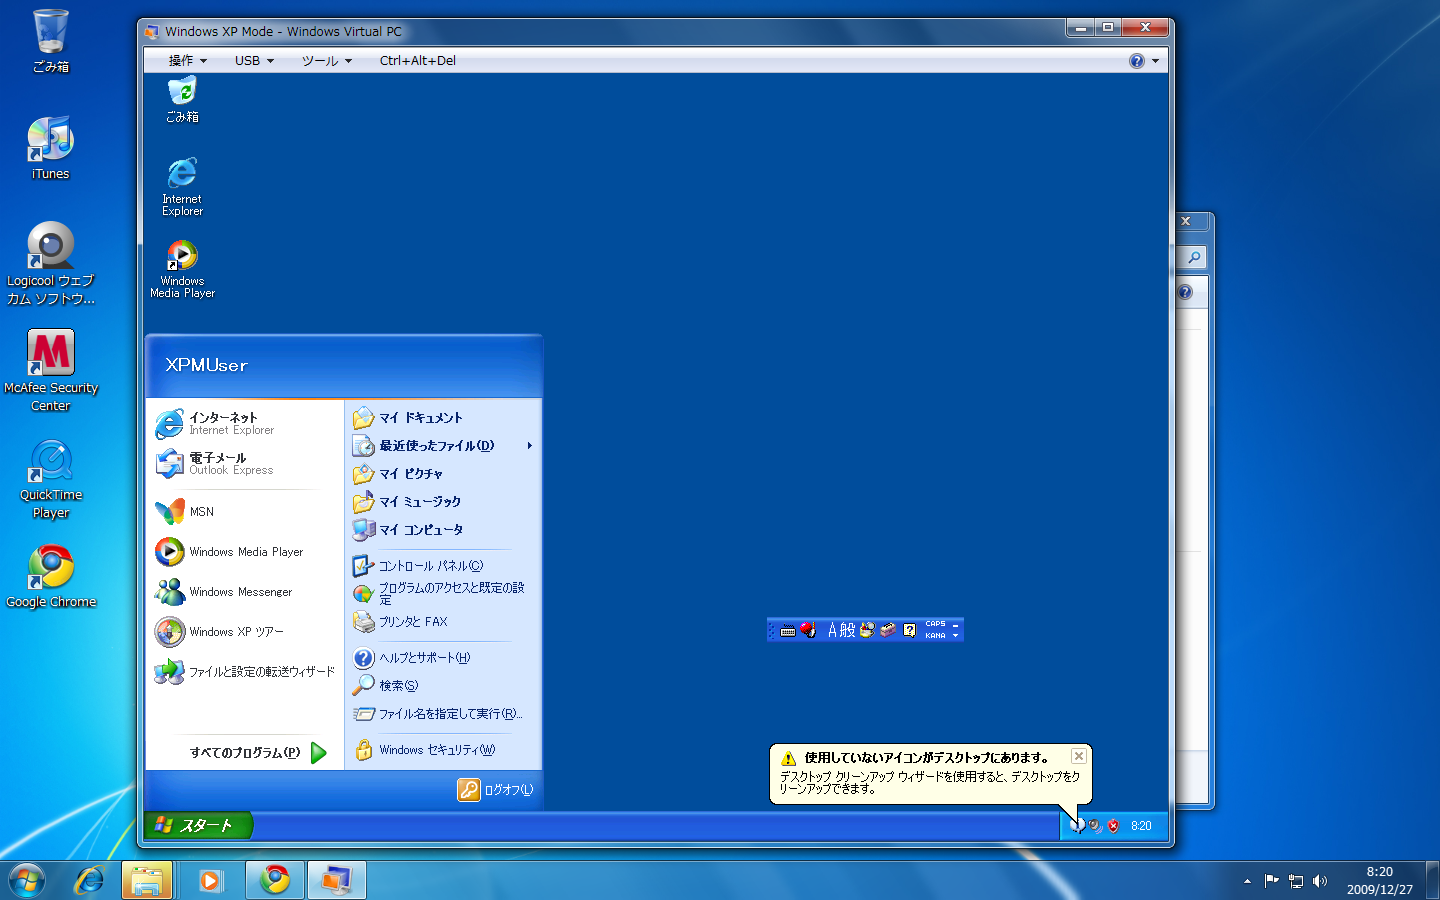 ごみ箱
iTunes
Logicool ウェブ
カム ソフトウ...
McAfee Security
Center
QuickTime
Player
Google Chrome
Windows XP Mode - Windows Virtual PC
操作 USB ツール Ctrl+Alt+Del
ごみ箱
Internet
Explorer
Windows
Media Player
XPMUser
インターネット
Internet Explorer
電子メール
Outlook Express
MSN
Windows Media Player
Windows Messenger
Windows XP ツアー
ファイルと設定の転送ウィザード
すべてのプログラム(P)
マイ ドキュメント
最近使ったファイル(D)
マイ ピクチャ
マイ ミュージック
マイ コンピュータ
コントロール パネル(C)
プログラムのアクセスと既定の設
定
プリンタと FAX
ヘルプとサポート(H)
検索(S)
ファイル名を指定して実行(R)...
Windows セキュリティ(W)
ログオフ(L)
A 般 CAPS
KANA
使用していないアイコンがデスクトップにあります。
デスクトップ クリーンアップ ウィザードを使用すると、デスクトップをク
リーンアップできます。
スタート
8:20
8:20
2009/12/27